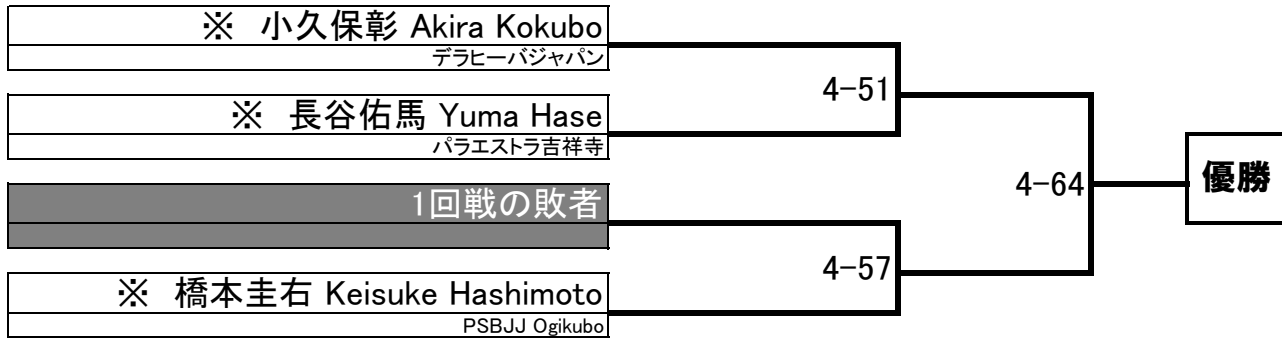 ※ 小久保彰 Akira Kokubo
デラヒーバジャパン
4-51
※ 長谷佑馬 Yuma Hase
パラエストラ吉祥寺
4-64
優勝
1回戦の敗者
4-57
※ 橋本圭右 Keisuke Hashimoto
PSBJJ Ogikubo